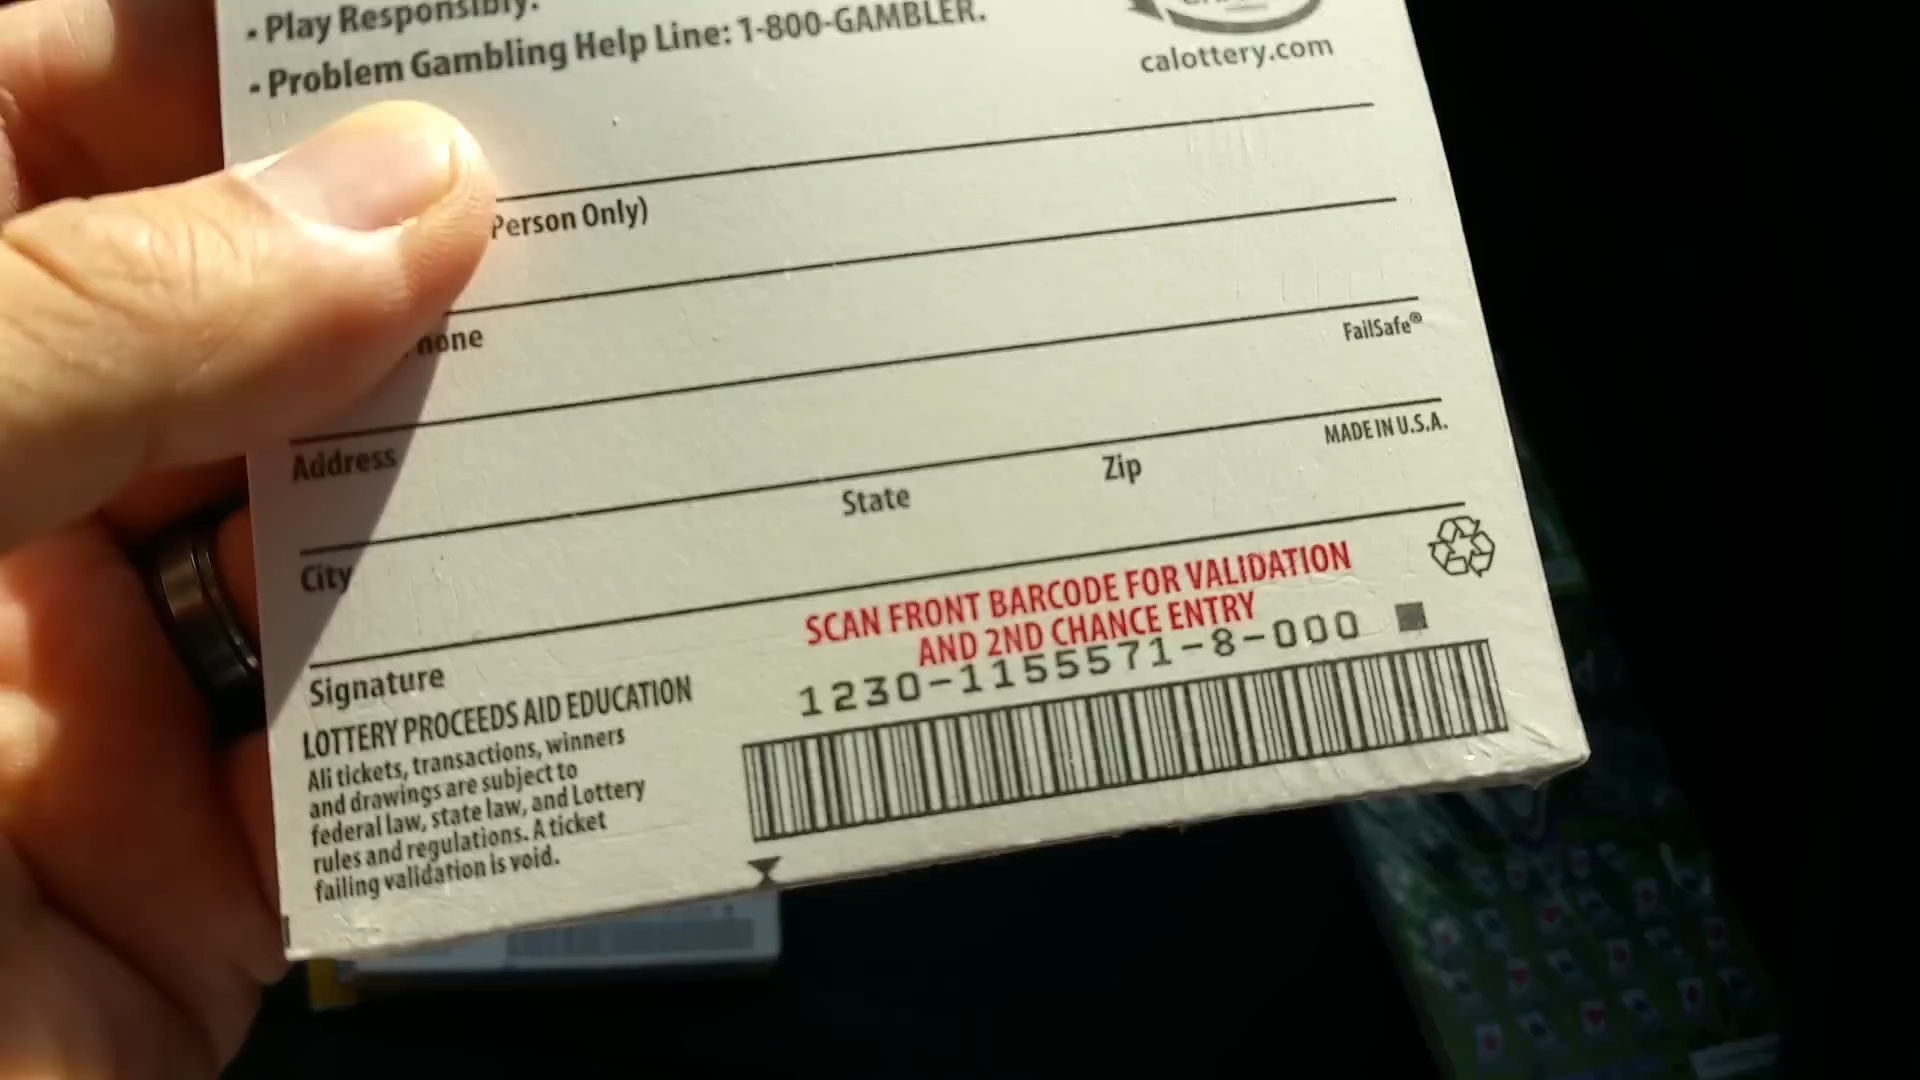 • Play Responsibly.
• Problem Gambling Help Line: 1-800-GAMBLER.
calottery.com
Person Only)
hone
FailSafe®
Address
MADE IN U.S.A.
City
State
Zip
SCAN FRONT BARCODE FOR VALIDATION
AND 2ND CHANCE ENTRY
1230-1155571-8-000
Signature
LOTTERY PROCEEDS AID EDUCATION
All tickets, transactions, winners
and drawings are subject to
federal law, state law, and Lottery
rules and regulations. A ticket
failing validation is void.